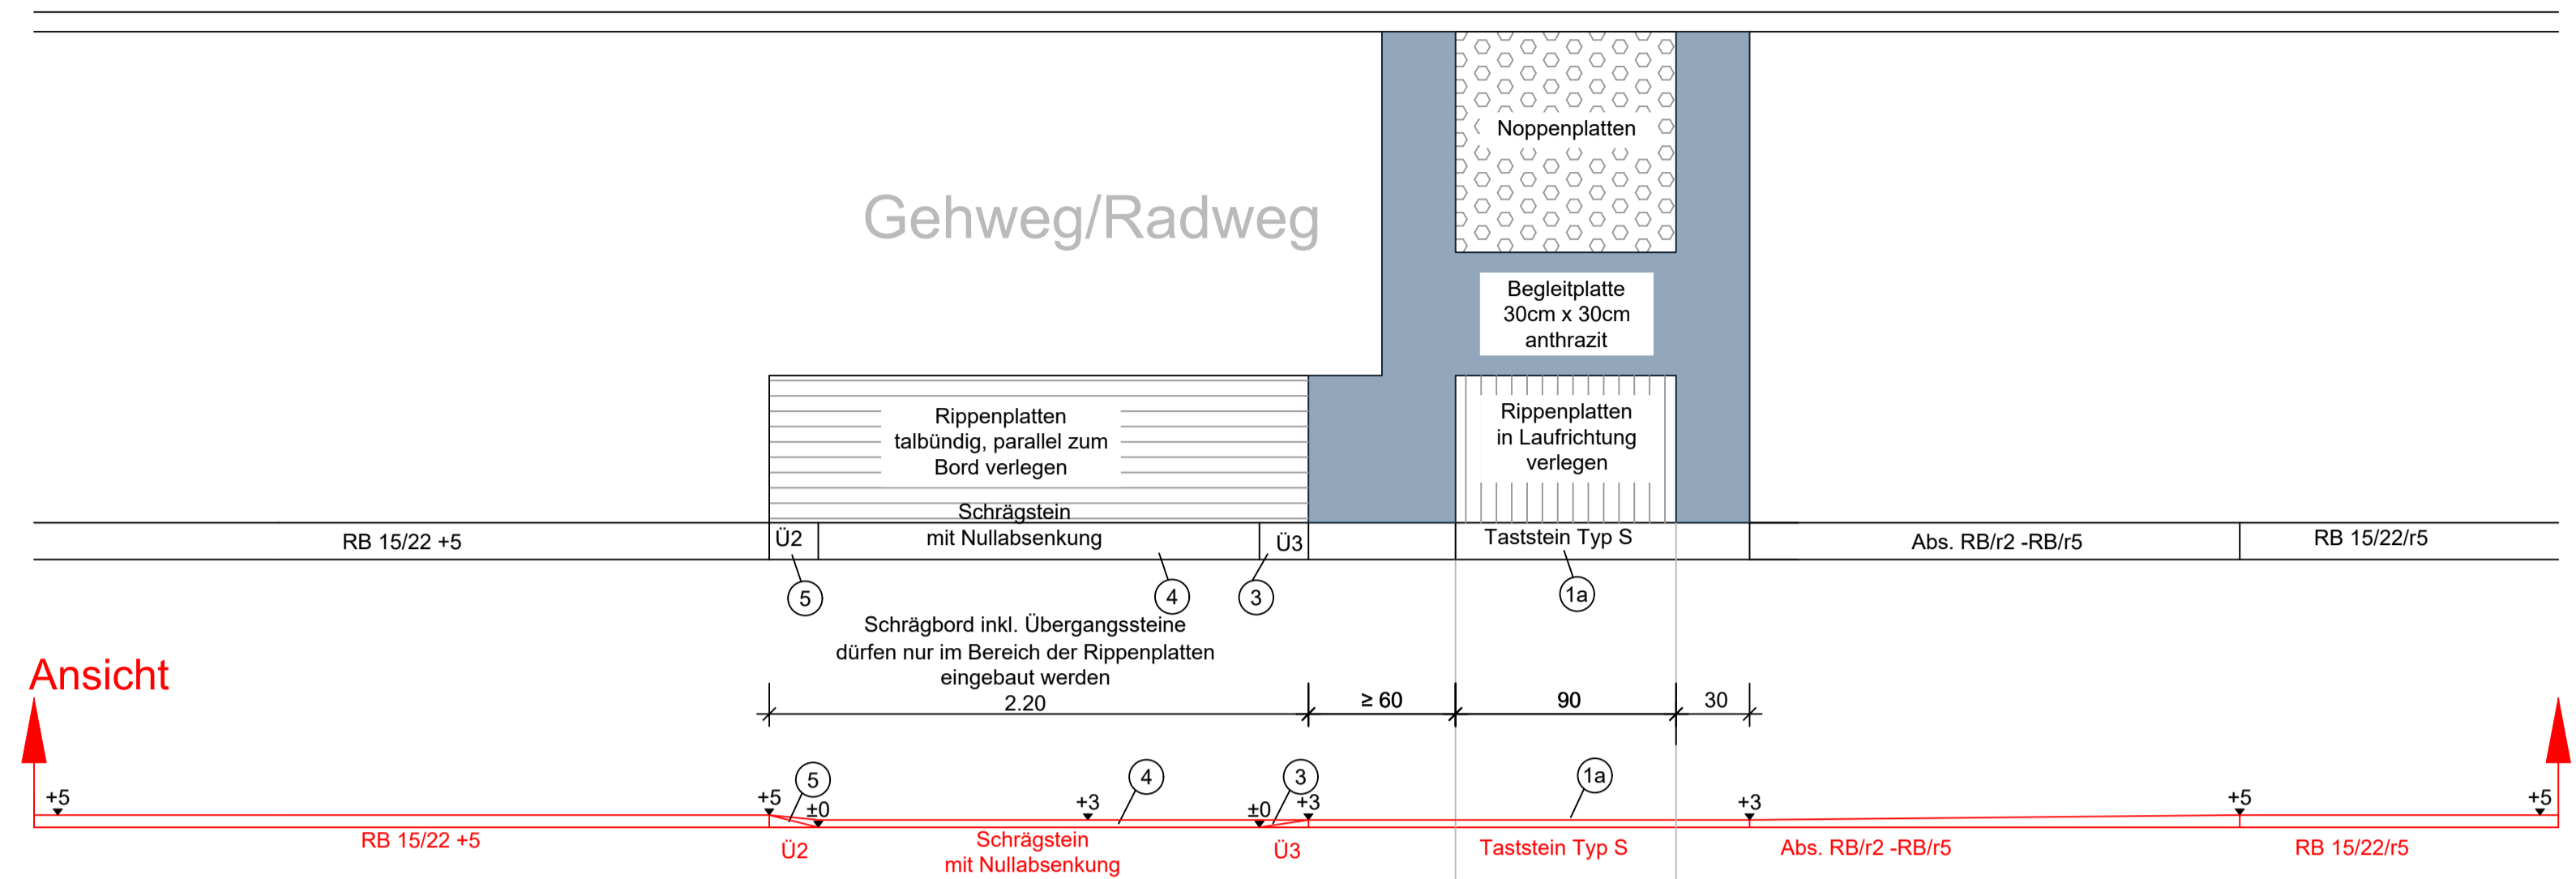 Noppenplatten
Gehweg/Radweg
Begleitplatte
30cm x 30cm
anthrazit
Rippenplatten
talbündig, parallel zum
Bord verlegen
Rippenplatten
in Laufrichtung
verlegen
RB 15/22 +5
Ü2
Schrägstein
mit Nullabsenkung
Ü3
Taststein Typ S
Abs. RB/r2 -RB/r5
RB 15/22/r5
5
4
3
1a
Schrägbord inkl. Übergangssteine
dürfen nur im Bereich der Rippenplatten
eingebaut werden
Ansicht
2.20
≥ 60
90
30
5
4
3
1a
+5
+5
±0
+3
±0
+3
+3
+5
+5
RB 15/22 +5
Ü2
Schrägstein
mit Nullabsenkung
Ü3
Taststein Typ S
Abs. RB/r2 -RB/r5
RB 15/22/r5